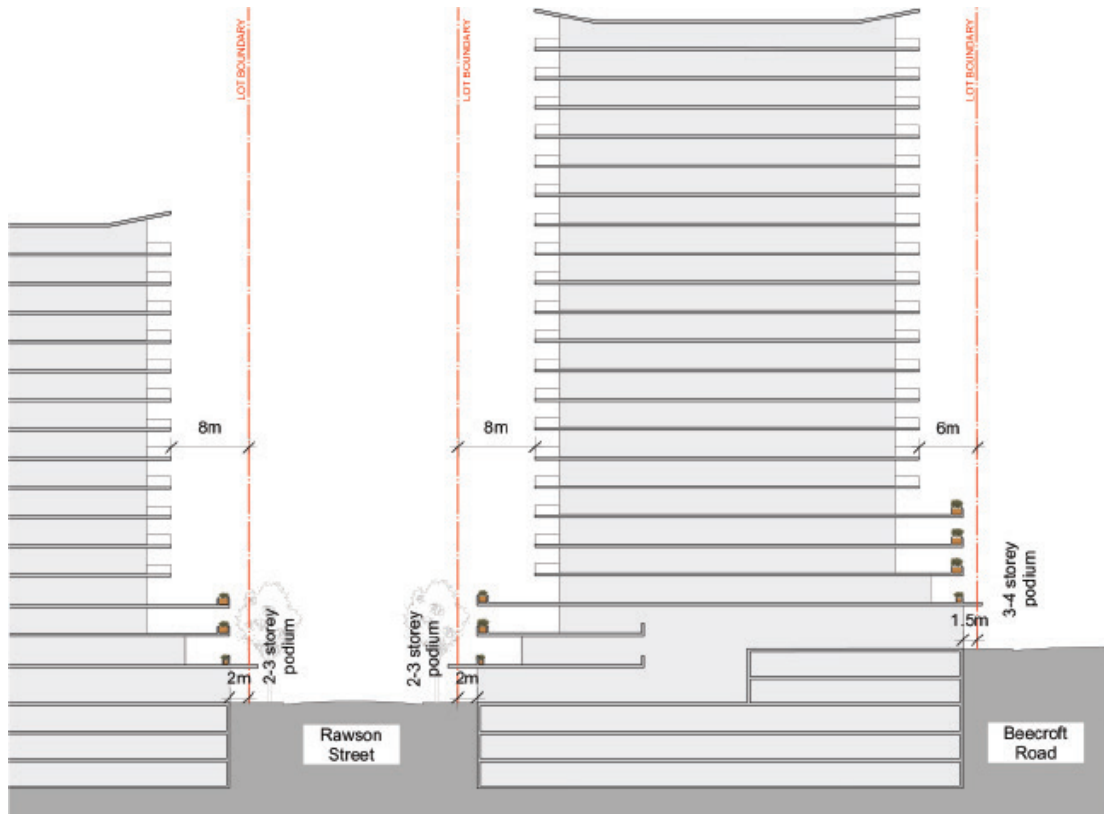 LOT BOUNDARY
LOT BOUNDARY
LOT BOUNDARY
8m
8m
6m
2-3 storey
podium
2-3 storey
podium
3-4 storey
podium
1.5m
2m
2m
Rawson
Street
Beecroft
Road